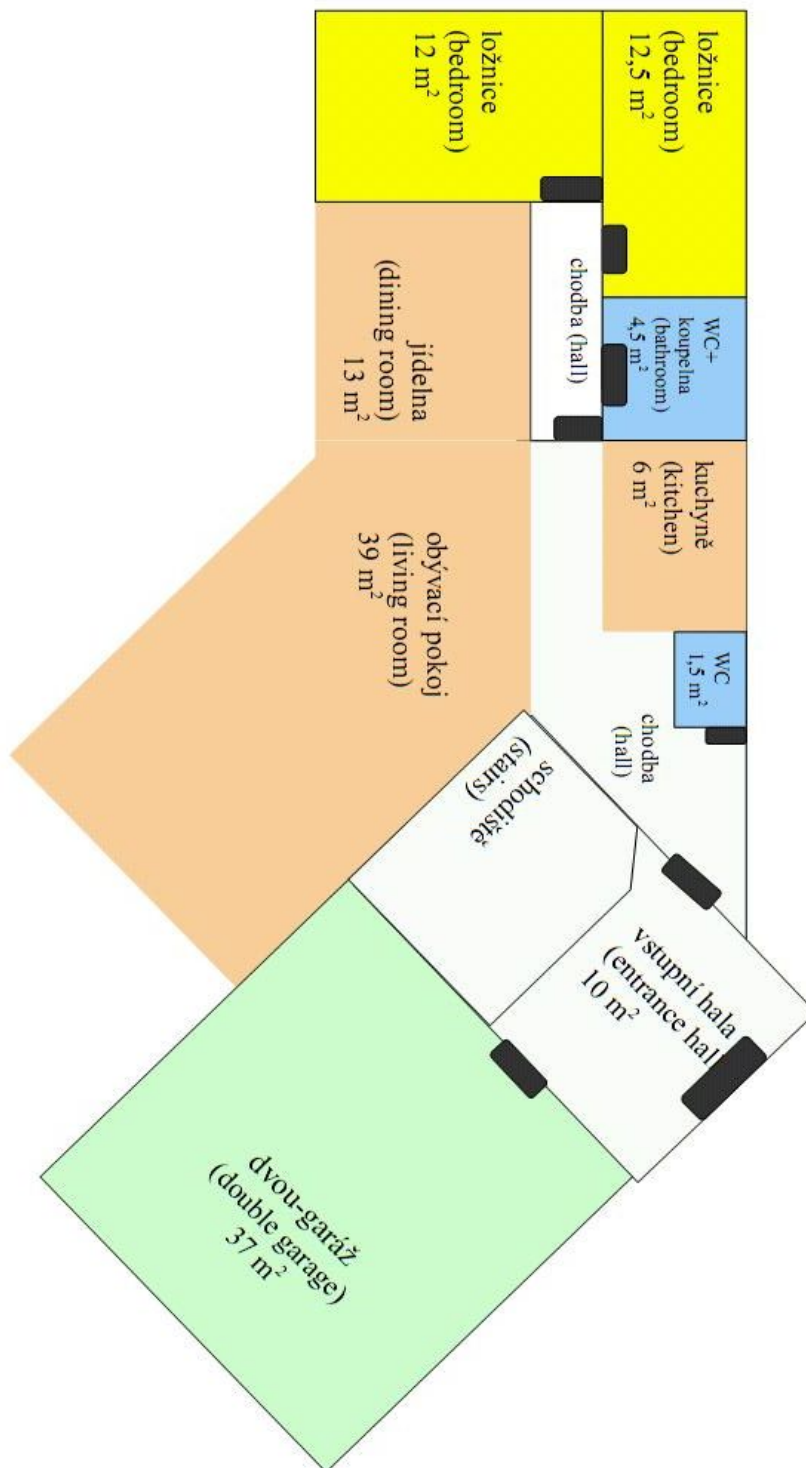 ložnice
(bedroom)
12 m²
ložnice
(bedroom)
12,5 m²
jídelna
(dining room)
13 m²
chodba (hall)
WC+
koupelna
(bathroom)
4,5 m²
kuchyně
(kitchen)
6 m²
obývací pokoj
(living room)
39 m²
WC
1,5 m²
chodba
(hall)
schodiště
(stairs)
vstupní hala
(entrance hall
10 m²
dvou-garáž
(double garage)
37 m²